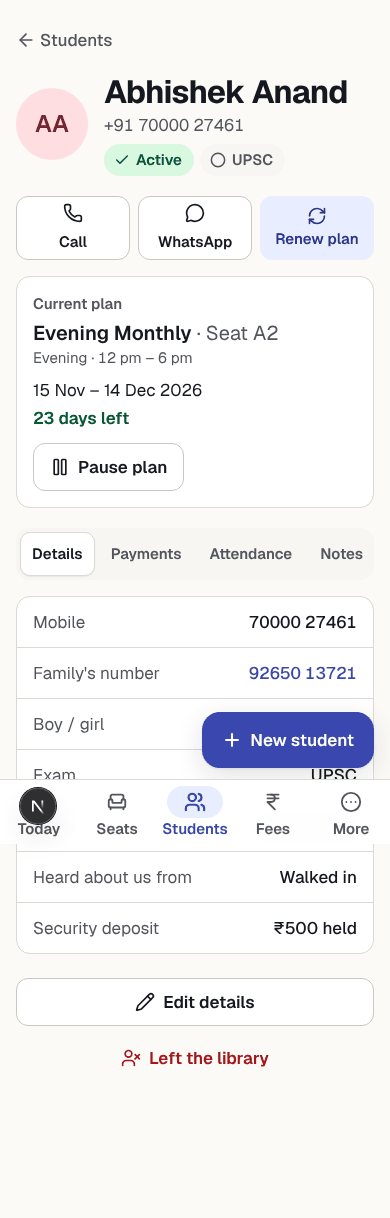 Students
AA
Abhishek Anand
+91 70000 27461
Active
UPSC
Call
WhatsApp
Renew plan
Current plan
Evening Monthly · Seat A2
Evening · 12 pm – 6 pm
15 Nov – 14 Dec 2026
23 days left
Pause plan
Details
Payments
Attendance
Notes
Mobile
70000 27461
Family's number
92650 13721
Boy / girl
New student
Exam
UPSC
N
Today
Seats
Students
Fees
More
Heard about us from
Walked in
Security deposit
₹500 held
Edit details
Left the library